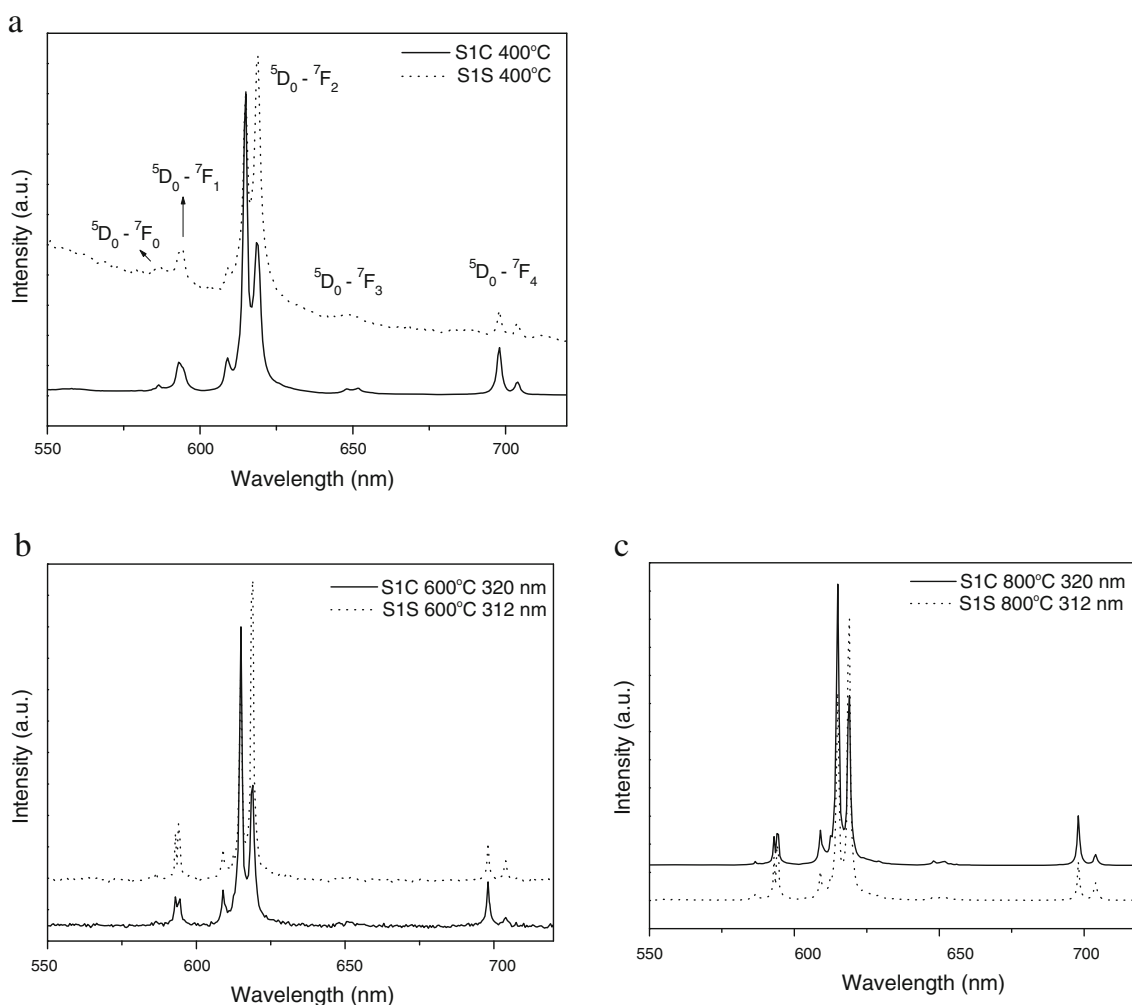 a
S1C 400°C
S1S 400°C
⁵D₀ - ⁷F₂
⁵D₀ - ⁷F₁
⁵D₀ - ⁷F₀
⁵D₀ - ⁷F₃
⁵D₀ - ⁷F₄
Intensity (a.u.)
550 600 650 700
Wavelength (nm)
b
S1C 600°C 320 nm
S1S 600°C 312 nm
Intensity (a.u.)
550 600 650 700
Wavelength (nm)
c
S1C 800°C 320 nm
S1S 800°C 312 nm
Intensity (a.u.)
550 600 650 700
Wavelength (nm)